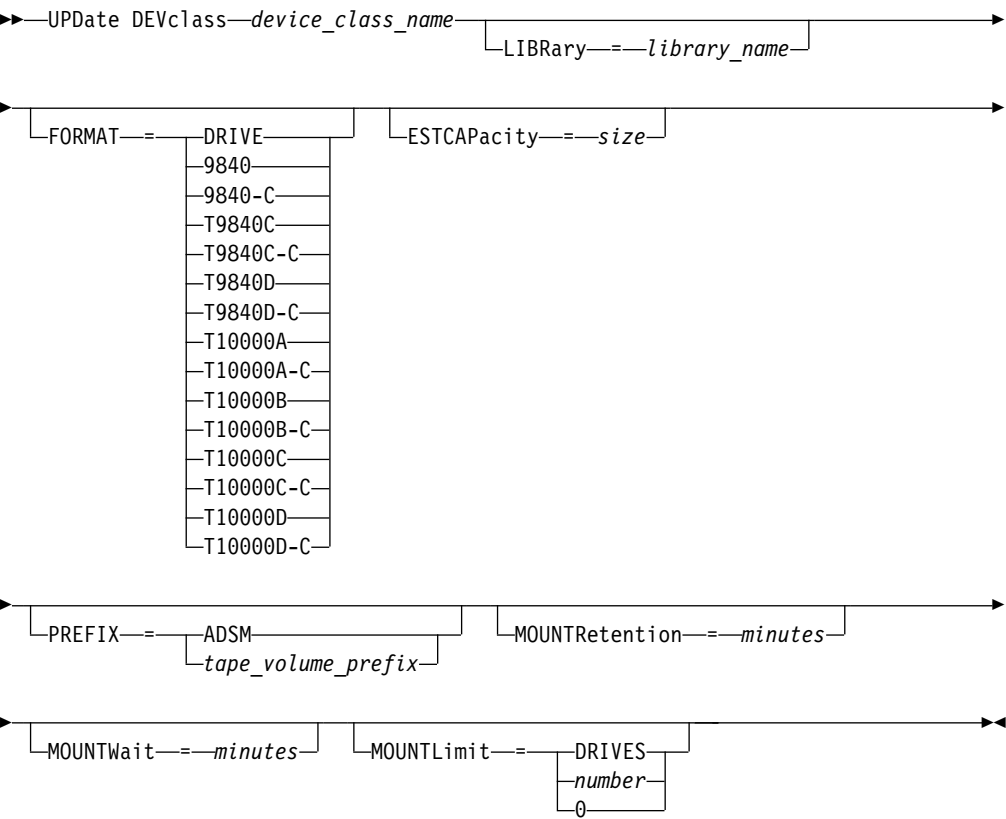 UPDate DEVclass device_class_name
LIBRary = library_name
FORMAT = DRIVE ESTCAPacity = size
9840
9840-C
T9840C
T9840C-C
T9840D
T9840D-C
T10000A
T10000A-C
T10000B
T10000B-C
T10000C
T10000C-C
T10000D
T10000D-C
PREFIX = ADSM MOUNTRetention = minutes
tape_volume_prefix
MOUNTWait = minutes MOUNTLimit = DRIVES
number
0